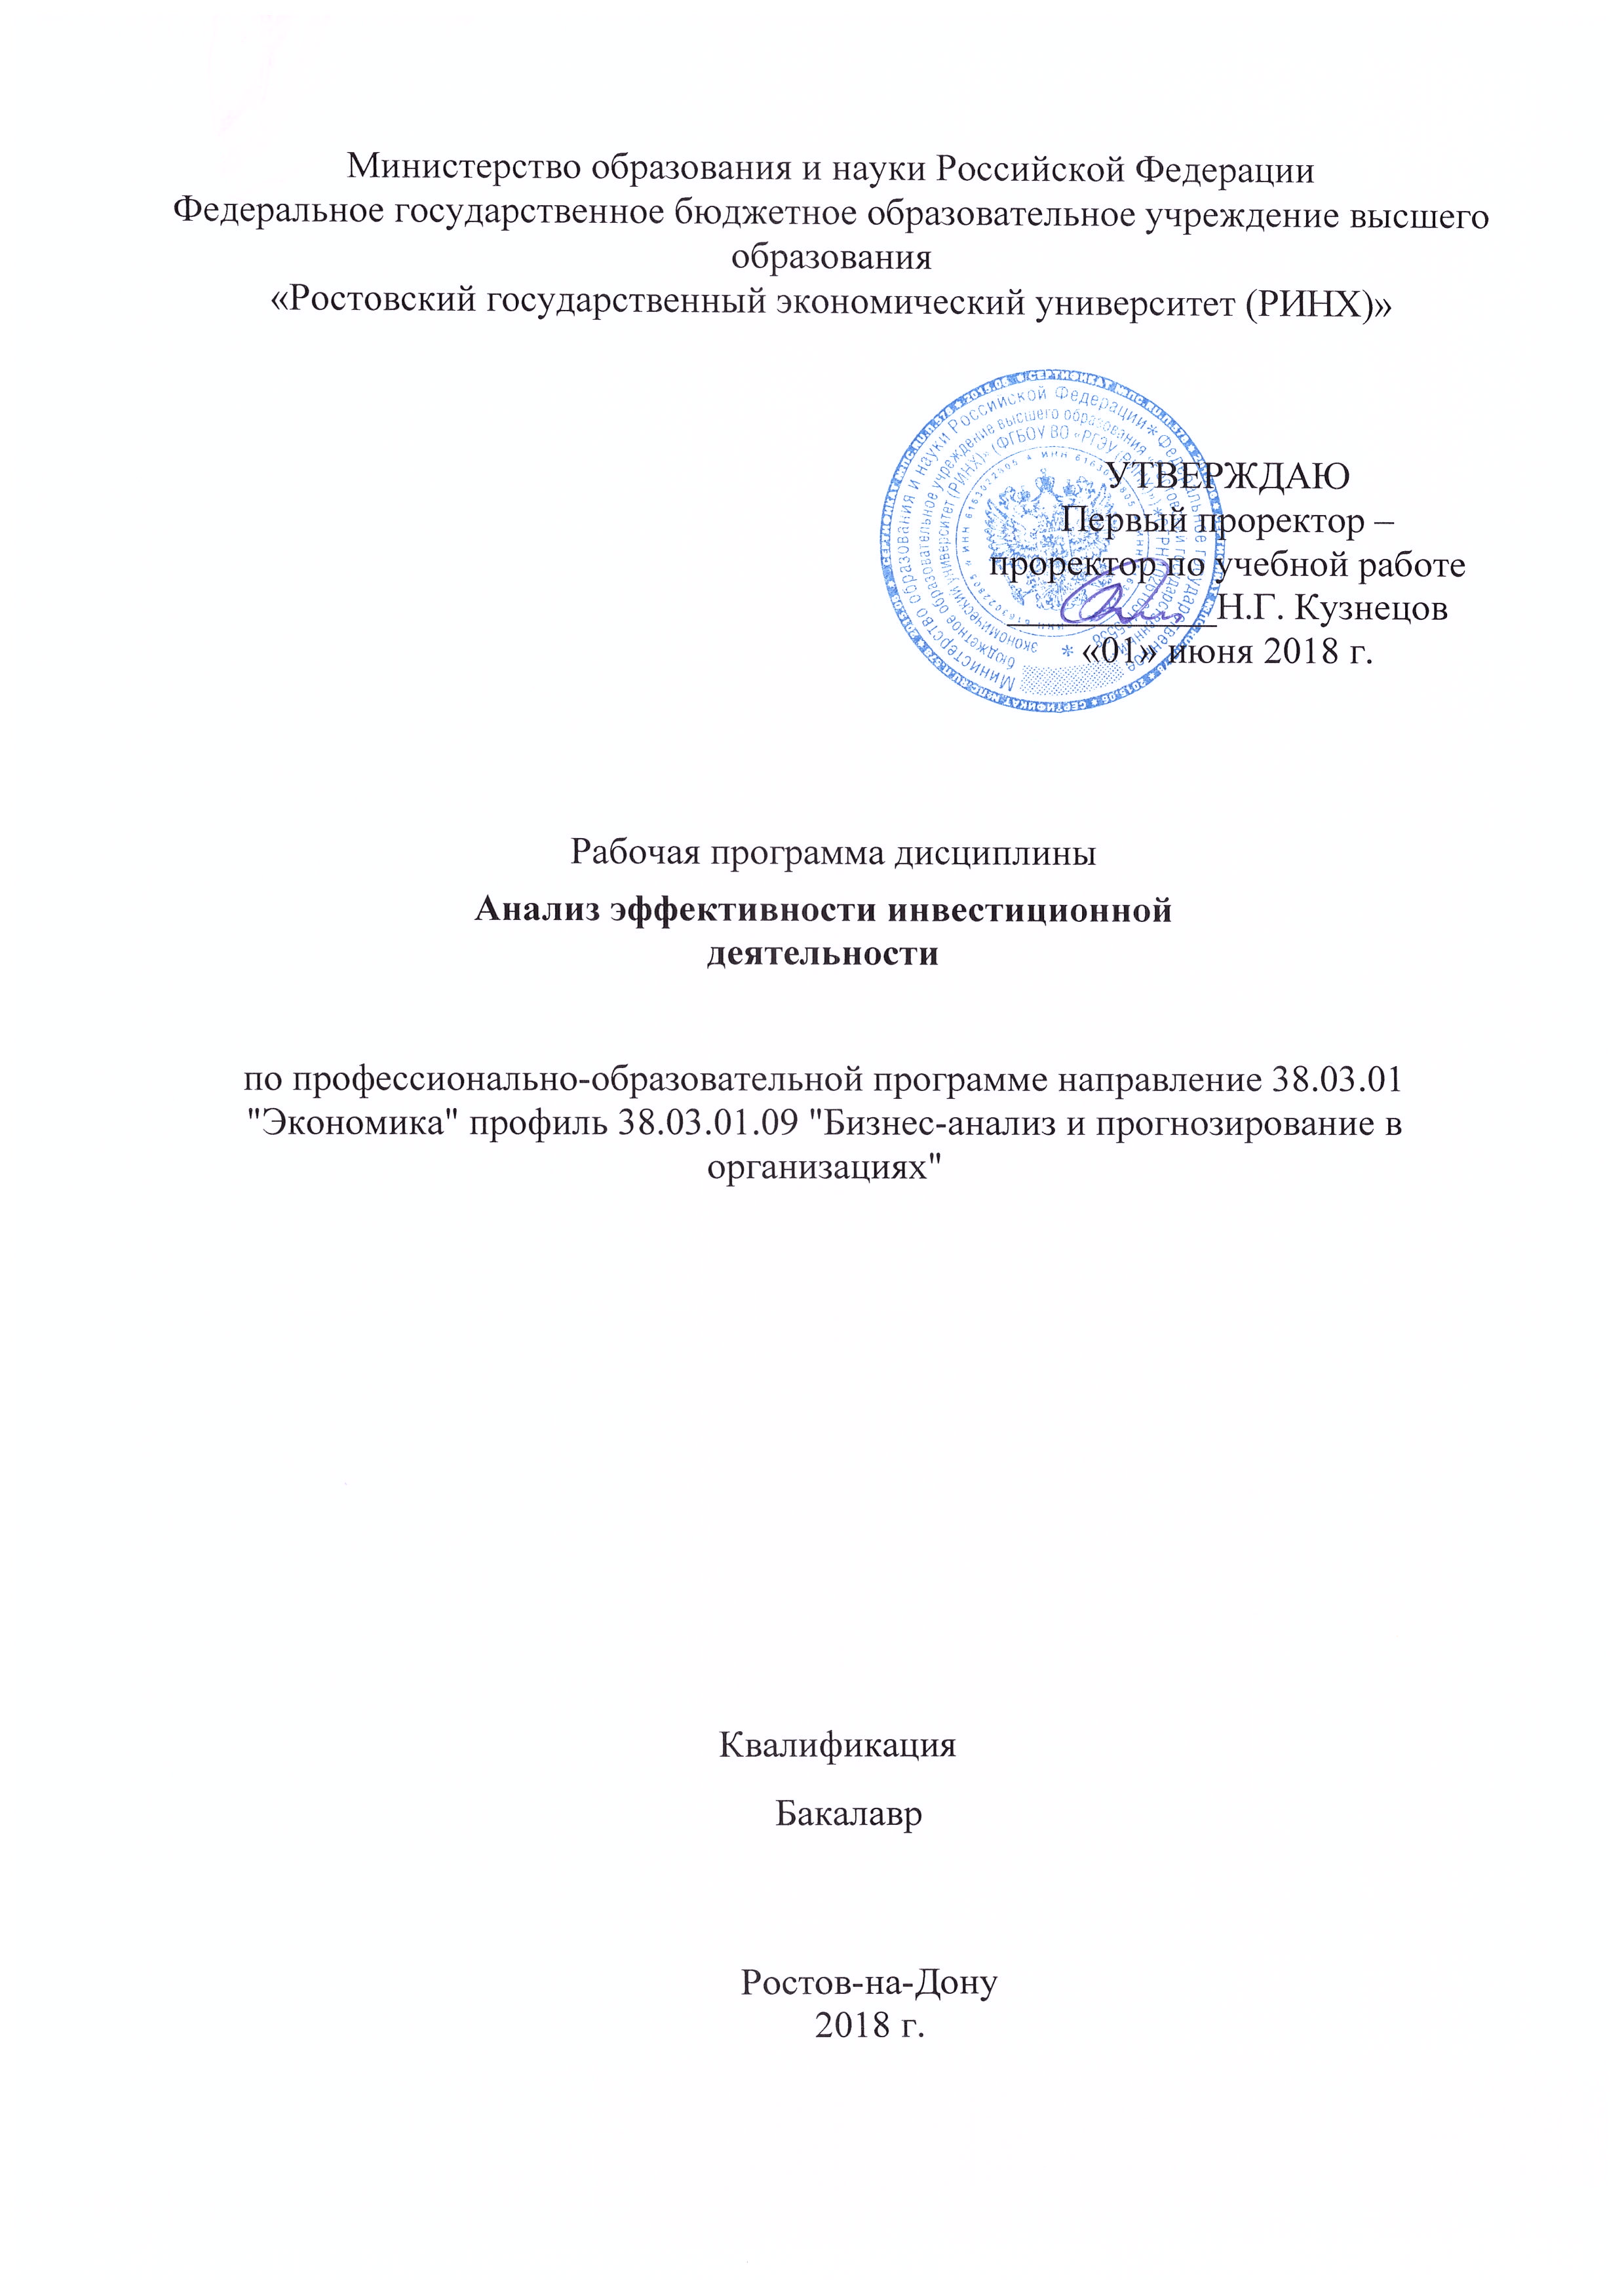 Министерство образования и науки Российской Федерации
Федеральное государственное бюджетное образовательное учреждение высшего
образования
«Ростовский государственный экономический университет (РИНХ)»
УТВЕРЖДАЮ
Первый проректор –
проректор по учебной работе
Н.Г. Кузнецов
«01» июня 2018 г.
Рабочая программа дисциплины
Анализ эффективности инвестиционной
деятельности
по профессионально-образовательной программе направление 38.03.01
"Экономика" профиль 38.03.01.09 "Бизнес-анализ и прогнозирование в
организациях"
Квалификация
Бакалавр
Ростов-на-Дону
2018 г.